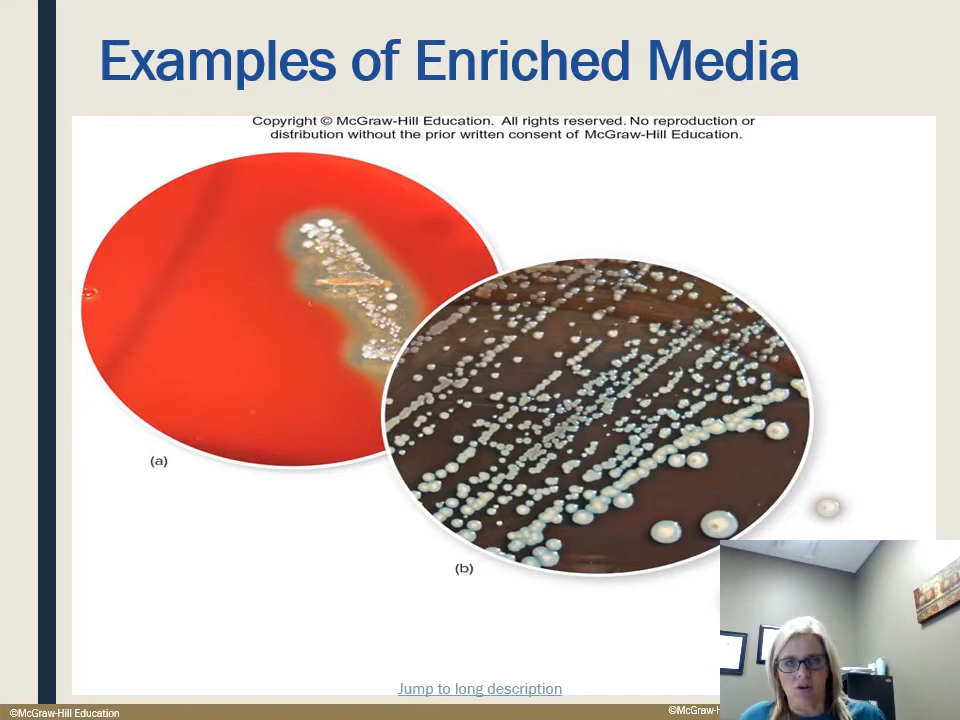 Examples of Enriched Media
Copyright © McGraw-Hill Education. All rights reserved. No reproduction or
distribution without the prior written consent of McGraw-Hill Education.
(a)
(b)
Jump to long description
©McGraw-Hill Education
©McGraw-H